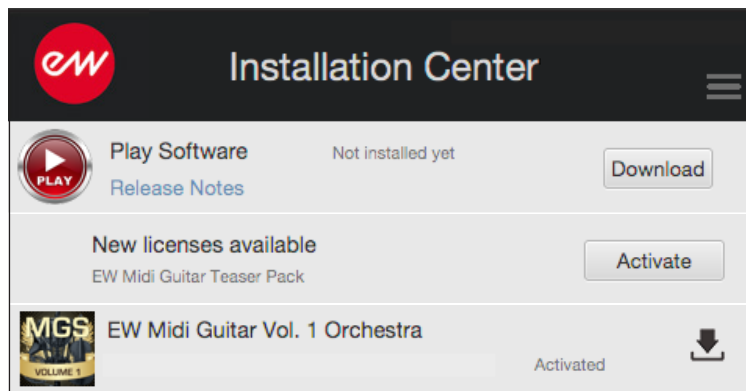 ew
Installation Center
Play Software Not installed yet Download
PLAY
Release Notes
New licenses available
EW Midi Guitar Teaser Pack Activate
MGS EW Midi Guitar Vol. 1 Orchestra
VOLUME 1 Activated